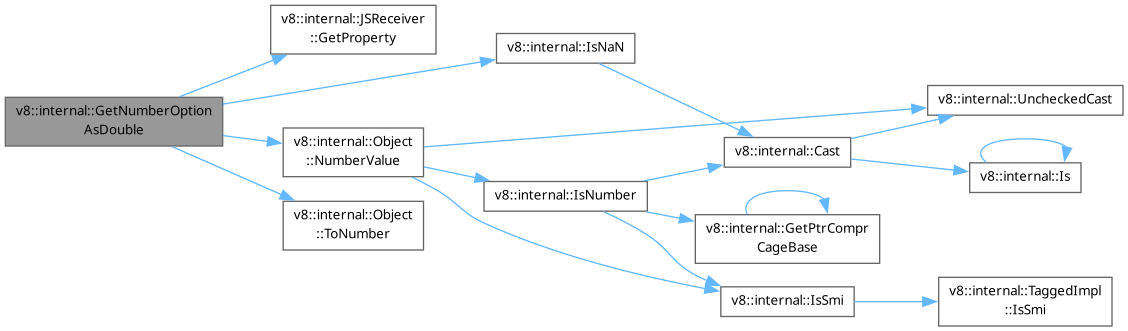 v8::internal::GetNumberOption
AsDouble
v8::internal::JSReceiver
::GetProperty
v8::internal::IsNaN
v8::internal::Object
::NumberValue
v8::internal::Object
::ToNumber
v8::internal::IsNumber
v8::internal::Cast
v8::internal::GetPtrCompr
CageBase
v8::internal::IsSmi
v8::internal::UncheckedCast
v8::internal::Is
v8::internal::TaggedImpl
::IsSmi